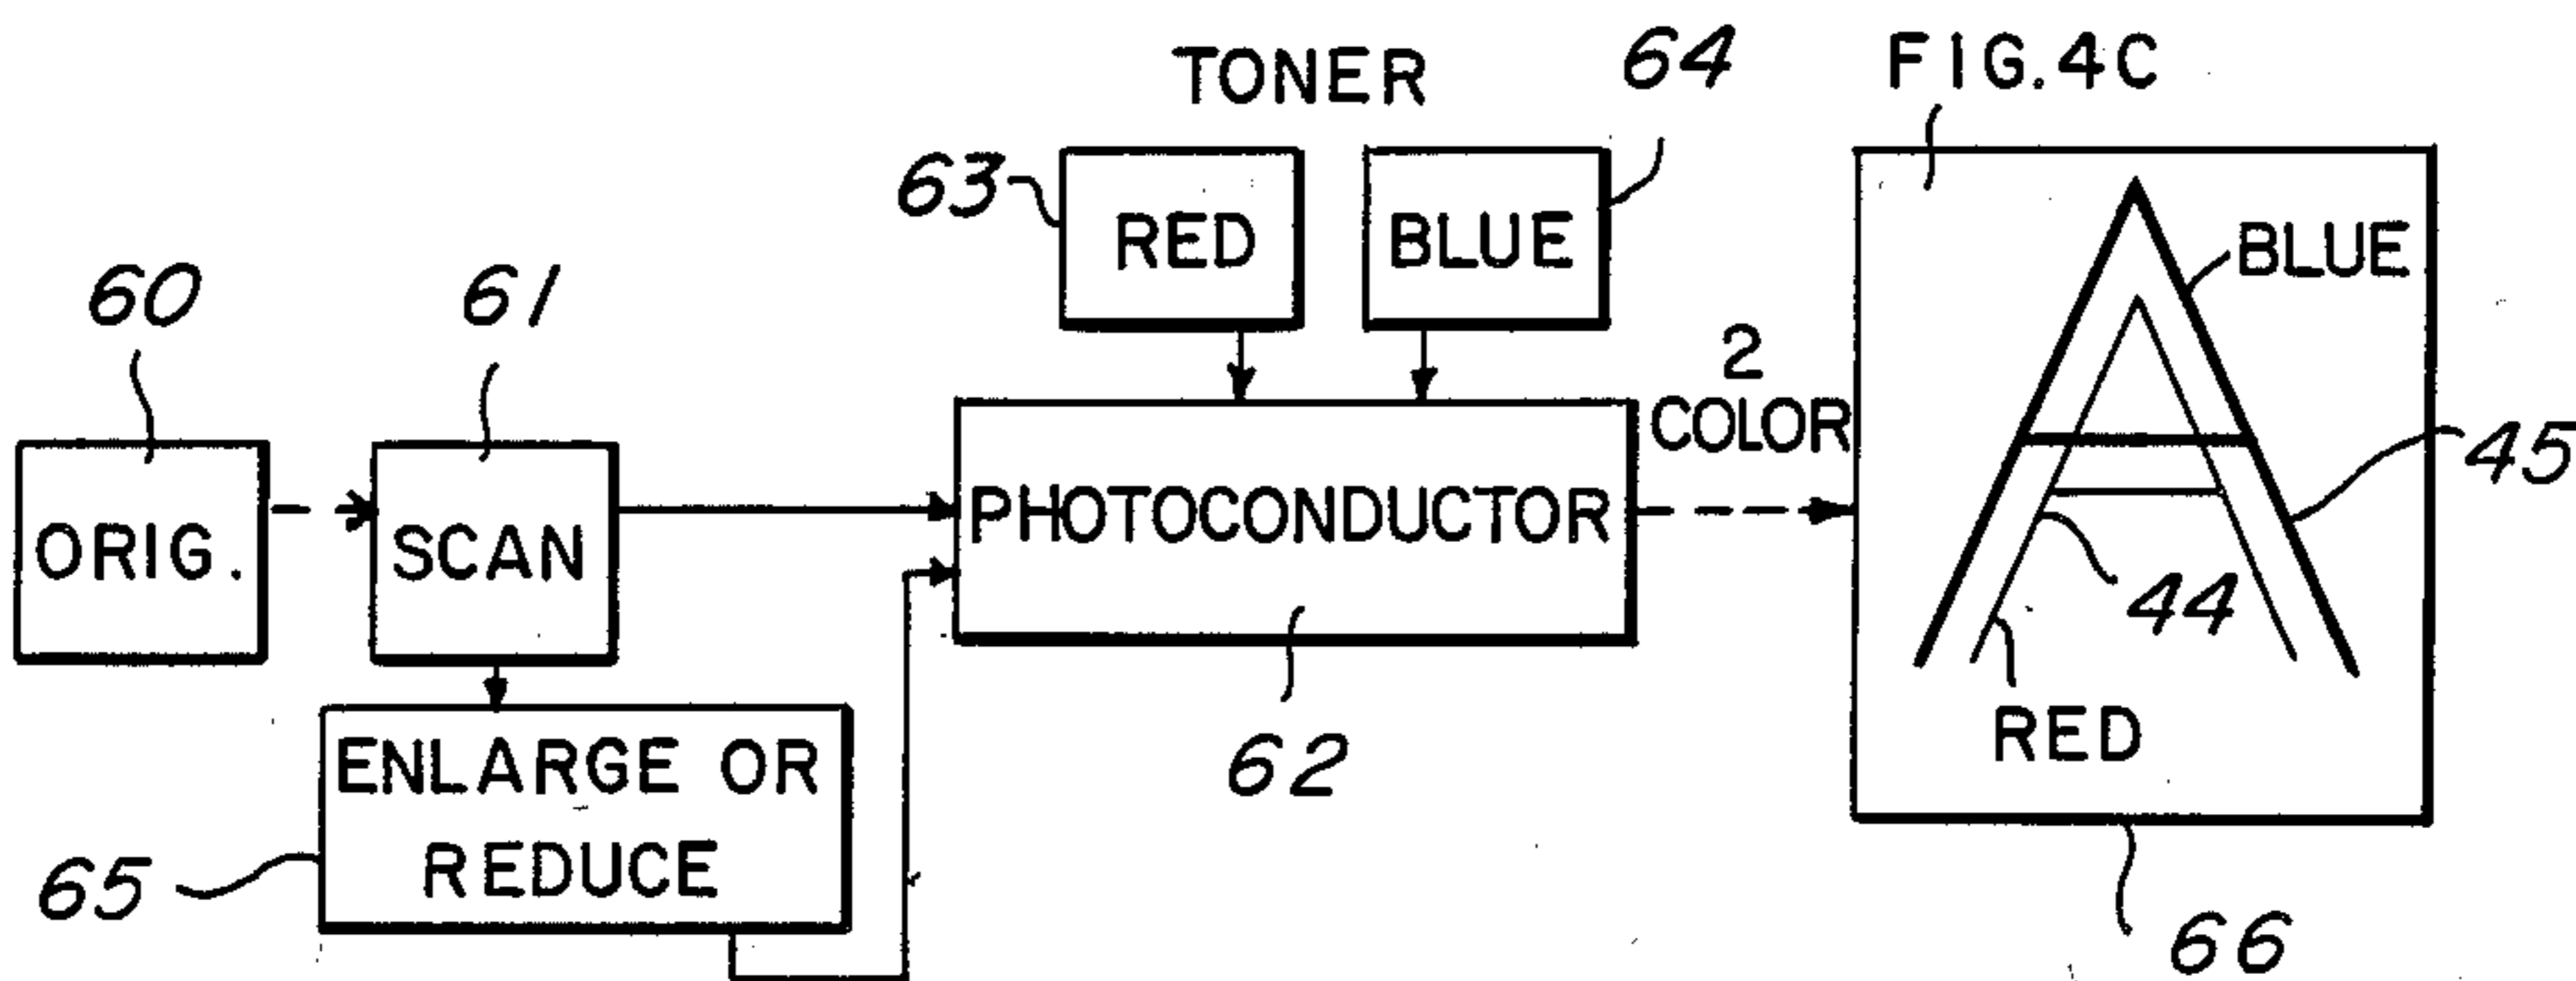 TONER
64
FIG.4C
63
RED
BLUE
BLUE
60
61
2
COLOR
45
ORIG.
SCAN
PHOTOCONDUCTOR
44
ENLARGE OR
REDUCE
62
RED
65
66